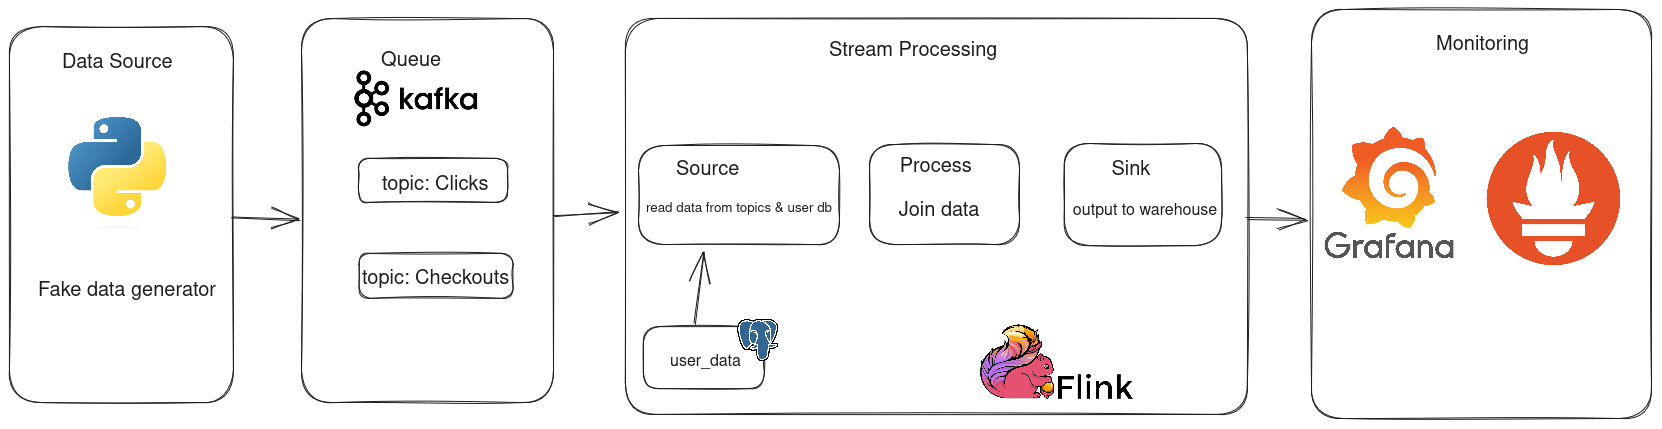 Data Source
Fake data generator
Queue
kafka
topic: Clicks
topic: Checkouts
Stream Processing
Source
read data from topics & user db
Process
Join data
Sink
output to warehouse
user_data
Flink
Monitoring
Grafana